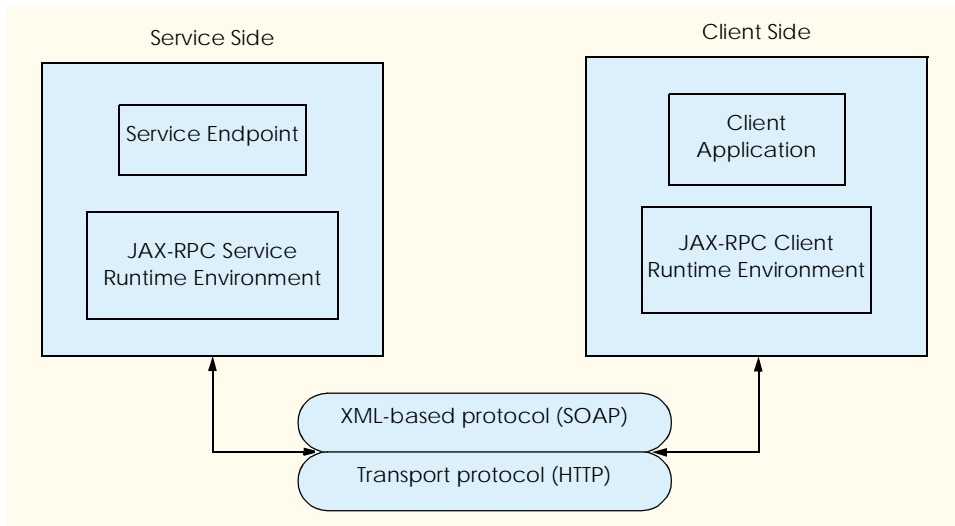 Service Side
Service Endpoint
JAX-RPC Service
Runtime Environment
Client Side
Client
Application
JAX-RPC Client
Runtime Environment
XML-based protocol (SOAP)
Transport protocol (HTTP)